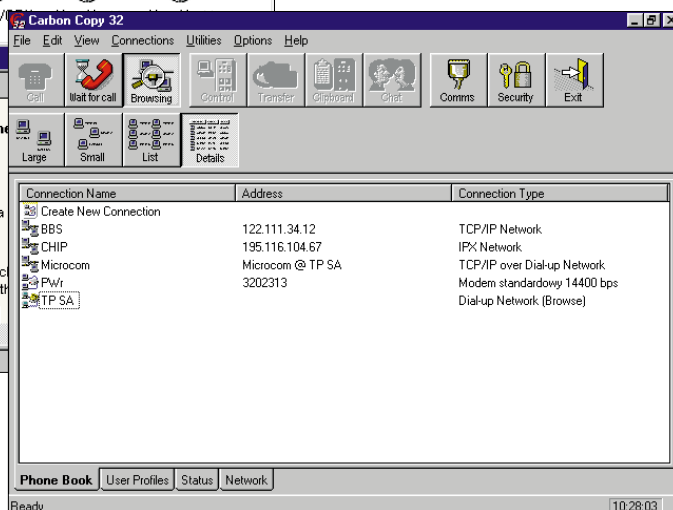 Carbon Copy 32
File Edit View Connections Utilities Options Help
Call Wait for call Browsing Control Transfer Clipboard Chat Comms Security Exit
Large Small List Details
Connection Name Address Connection Type
Create New Connection
BBS 122.111.34.12 TCP/IP Network
CHIP 195.116.104.67 IPX Network
Microcom Microcom @ TP SA TCP/IP over Dial-up Network
PWr 3202313 Modem standardowy 14400 bps
TP SA Dial-up Network (Browse)
Phone Book User Profiles Status Network
Ready 10:28:03